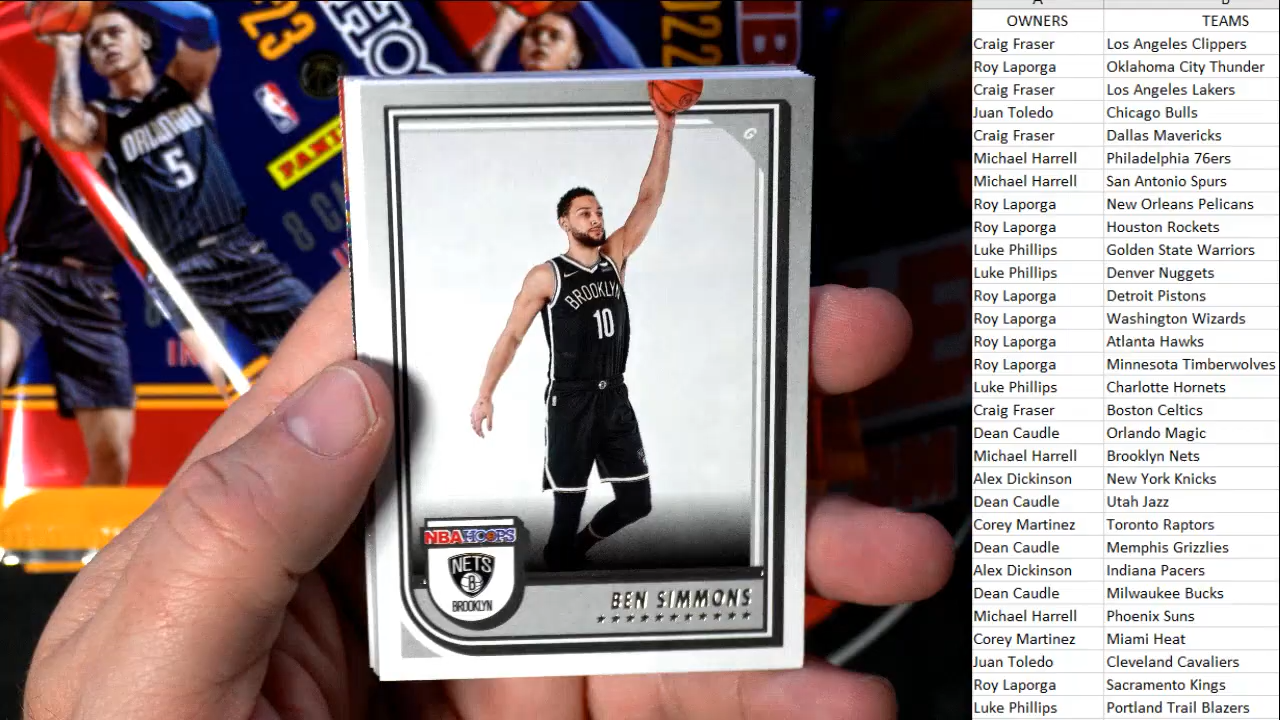 A
OWNERS TEAMS
Craig Fraser Los Angeles Clippers
Roy Laporga Oklahoma City Thunder
Craig Fraser Los Angeles Lakers
Juan Toledo Chicago Bulls
Craig Fraser Dallas Mavericks
Michael Harrell Philadelphia 76ers
Michael Harrell San Antonio Spurs
Roy Laporga New Orleans Pelicans
Roy Laporga Houston Rockets
Luke Phillips Golden State Warriors
Luke Phillips Denver Nuggets
Roy Laporga Detroit Pistons
Roy Laporga Washington Wizards
Roy Laporga Atlanta Hawks
Roy Laporga Minnesota Timberwolves
Luke Phillips Charlotte Hornets
Craig Fraser Boston Celtics
Dean Caudle Orlando Magic
Michael Harrell Brooklyn Nets
Alex Dickinson New York Knicks
Dean Caudle Utah Jazz
Corey Martinez Toronto Raptors
Dean Caudle Memphis Grizzlies
Alex Dickinson Indiana Pacers
Dean Caudle Milwaukee Bucks
Michael Harrell Phoenix Suns
Corey Martinez Miami Heat
Juan Toledo Cleveland Cavaliers
Roy Laporga Sacramento Kings
Luke Phillips Portland Trail Blazers
G
BROOKLYN
10
NBA HOOPS
NETS
B
BROOKLYN
BEN SIMMONS
ORLANDO
5
23
PANINI